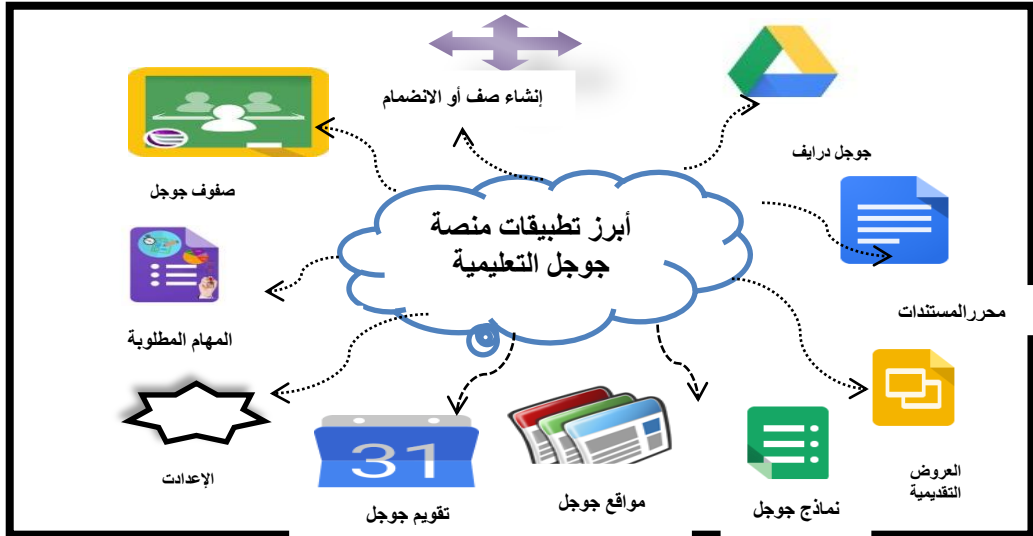 إنشاء صف أو الانضمام
جوجل درايف
صفوف جوجل
أبرز تطبيقات منصة
جوجل التعليمية
محررالمستندات
المهام المطلوبة
العروض
التقديمية
الإعدادت
31
مواقع جوجل
نماذج جوجل
تقويم جوجل